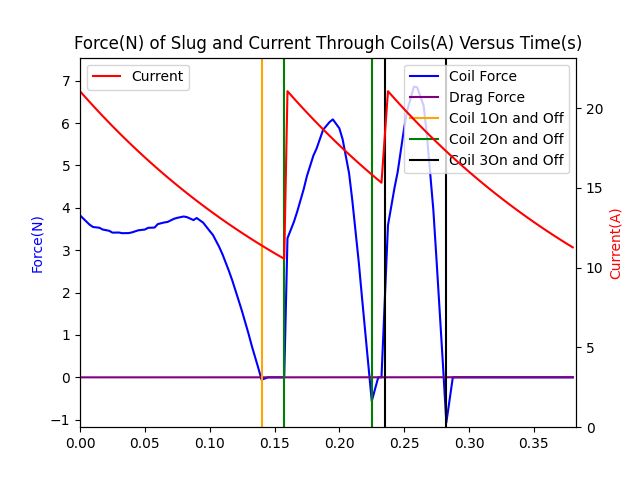 Force(N) of Slug and Current Through Coils(A) Versus Time(s)
Current
Coil Force
Drag Force
Coil 1On and Off
Coil 2On and Off
Coil 3On and Off
Force(N)
7
6
5
4
3
2
1
0
−1
Current(A)
20
15
10
5
0
0.00 0.05 0.10 0.15 0.20 0.25 0.30 0.35